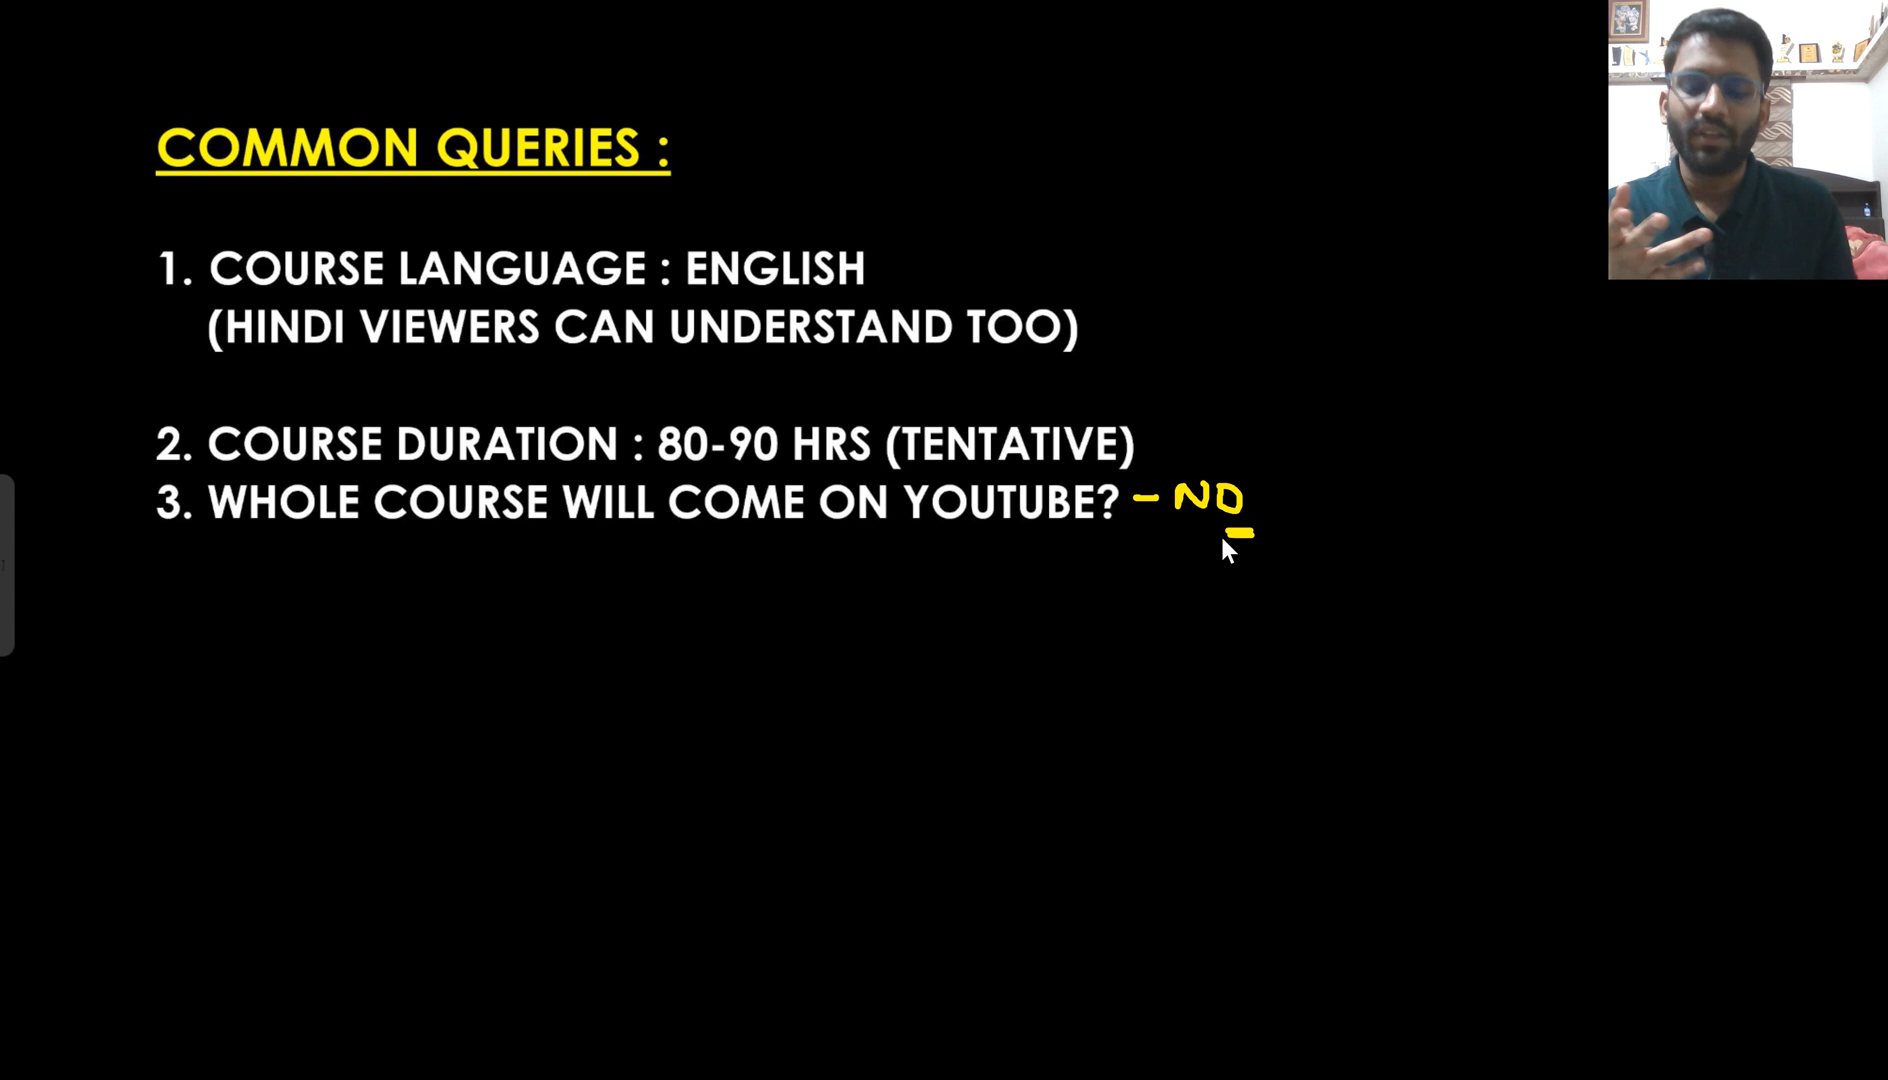 COMMON QUERIES :
1. COURSE LANGUAGE : ENGLISH
(HINDI VIEWERS CAN UNDERSTAND TOO)
2. COURSE DURATION : 80-90 HRS (TENTATIVE)
3. WHOLE COURSE WILL COME ON YOUTUBE? - NO